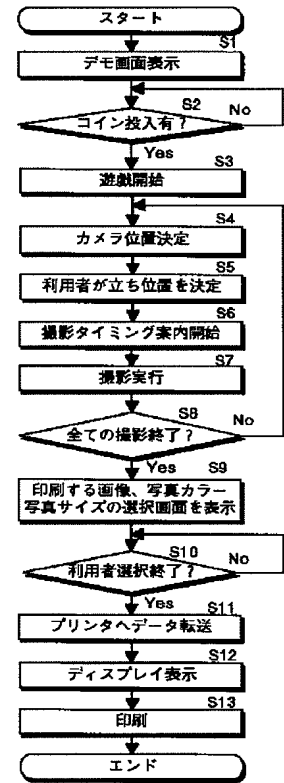 スタート
S1
デモ画面表示
S2
コイン投入有？
No
Yes
S3
遊戯開始
S4
カメラ位置決定
S5
利用者が立ち位置を決定
S6
撮影タイミング案内開始
S7
撮影実行
S8
全ての撮影終了？
No
Yes
S9
印刷する画像、写真カラー
写真サイズの選択画面を表示
S10
利用者選択終了？
No
Yes
S11
プリンタへデータ転送
S12
ディスプレイ表示
S13
印刷
エンド